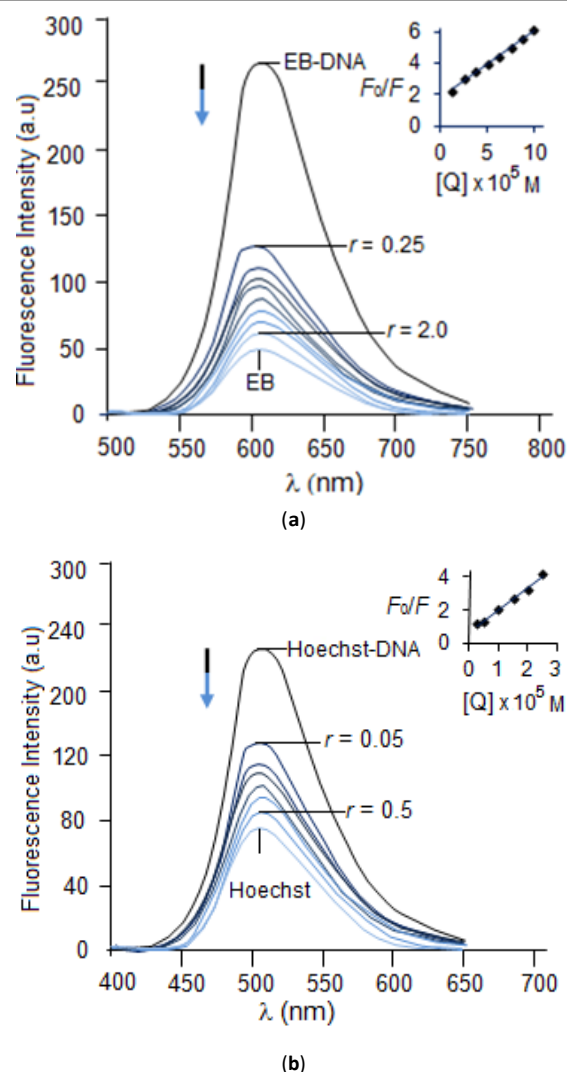 300
250
200
150
100
50
0
Fluorescence Intensity (a.u)
EB-DNA
r = 0.25
r = 2.0
EB
500 550 600 650 700 750 800
λ (nm)
6
4
2
0
F₀/F
0 5 10
[Q] x 10⁵ M
(a)
300
240
200
120
80
40
0
Fluorescence Intensity (a.u)
Hoechst-DNA
r = 0.05
r = 0.5
Hoechst
400 450 500 550 600 650 700
λ (nm)
4
2
0
F₀/F
0 1 2 3
[Q] x 10⁵ M
(b)